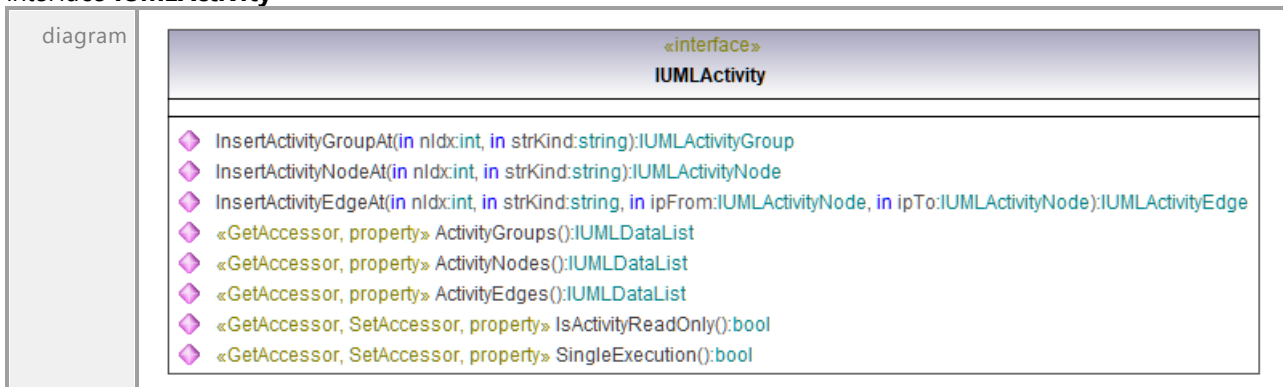 diagram
«interface»
IUMLActivity
InsertActivityGroupAt(in nIdx:int, in strKind:string):IUMLActivityGroup
InsertActivityNodeAt(in nIdx:int, in strKind:string):IUMLActivityNode
InsertActivityEdgeAt(in nIdx:int, in strKind:string, in ipFrom:IUMLActivityNode, in ipTo:IUMLActivityNode):IUMLActivityEdge
«GetAccessor, property» ActivityGroups():IUMLDataList
«GetAccessor, property» ActivityNodes():IUMLDataList
«GetAccessor, property» ActivityEdges():IUMLDataList
«GetAccessor, SetAccessor, property» IsActivityReadOnly():bool
«GetAccessor, SetAccessor, property» SingleExecution():bool